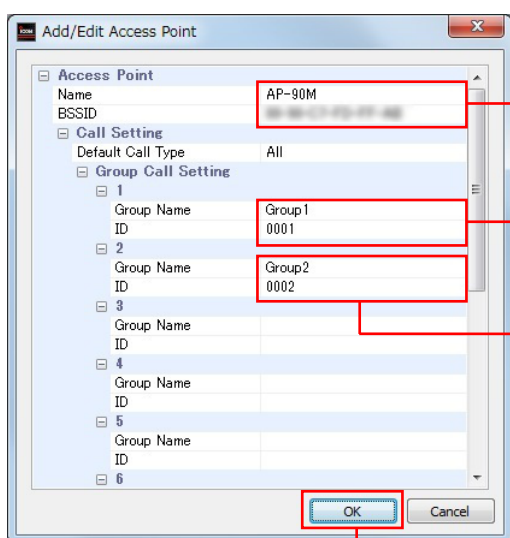 ICOM Add/Edit Access Point
Access Point
Name AP-90M
BSSID
Call Setting
Default Call Type All
Group Call Setting
1
Group Name Group1
ID 0001
2
Group Name Group2
ID 0002
3
Group Name
ID
4
Group Name
ID
5
Group Name
ID
6
OK Cancel